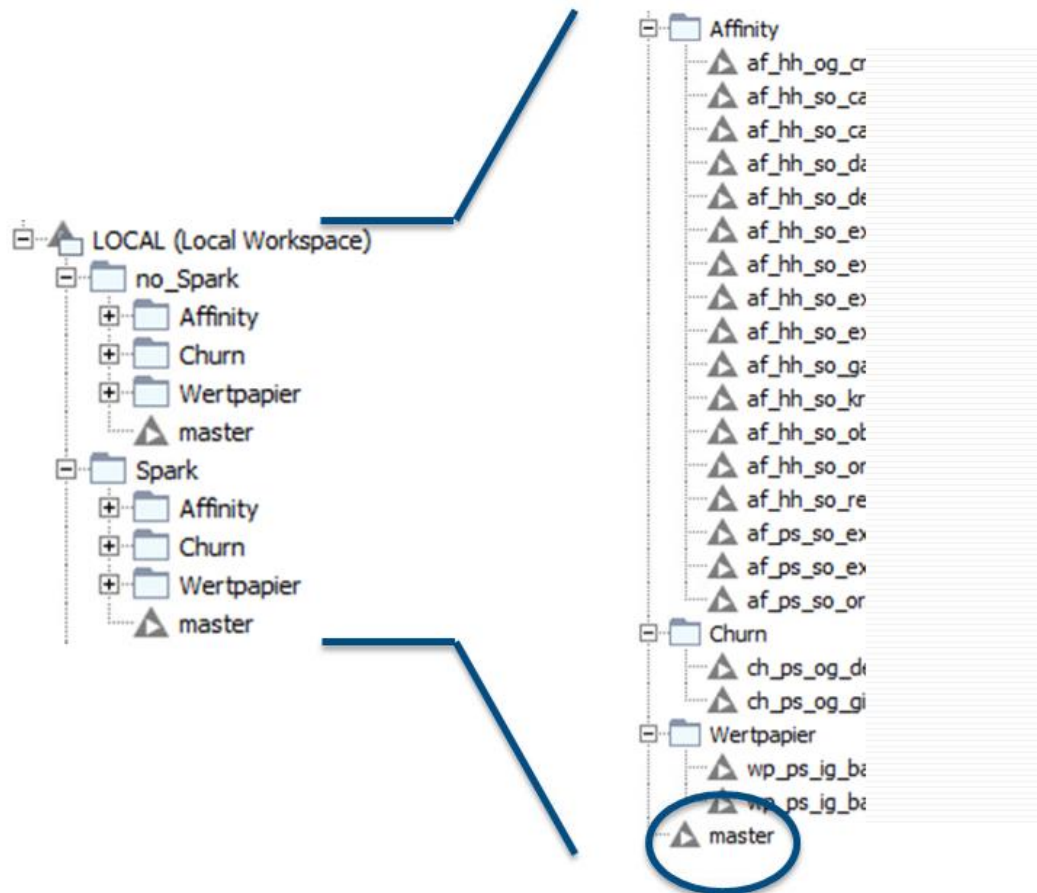 LOCAL (Local Workspace)
no_Spark
Affinity
Churn
Wertpapier
master
Spark
Affinity
Churn
Wertpapier
master
Affinity
af_hh_og_cr
af_hh_so_ca
af_hh_so_ca
af_hh_so_da
af_hh_so_de
af_hh_so_ex
af_hh_so_ex
af_hh_so_ex
af_hh_so_ex
af_hh_so_ga
af_hh_so_kr
af_hh_so_ob
af_hh_so_or
af_hh_so_re
af_ps_so_ex
af_ps_so_ex
af_ps_so_or
Churn
ch_ps_og_de
ch_ps_og_gi
Wertpapier
wp_ps_ig_ba
wp_ps_ig_ba
master